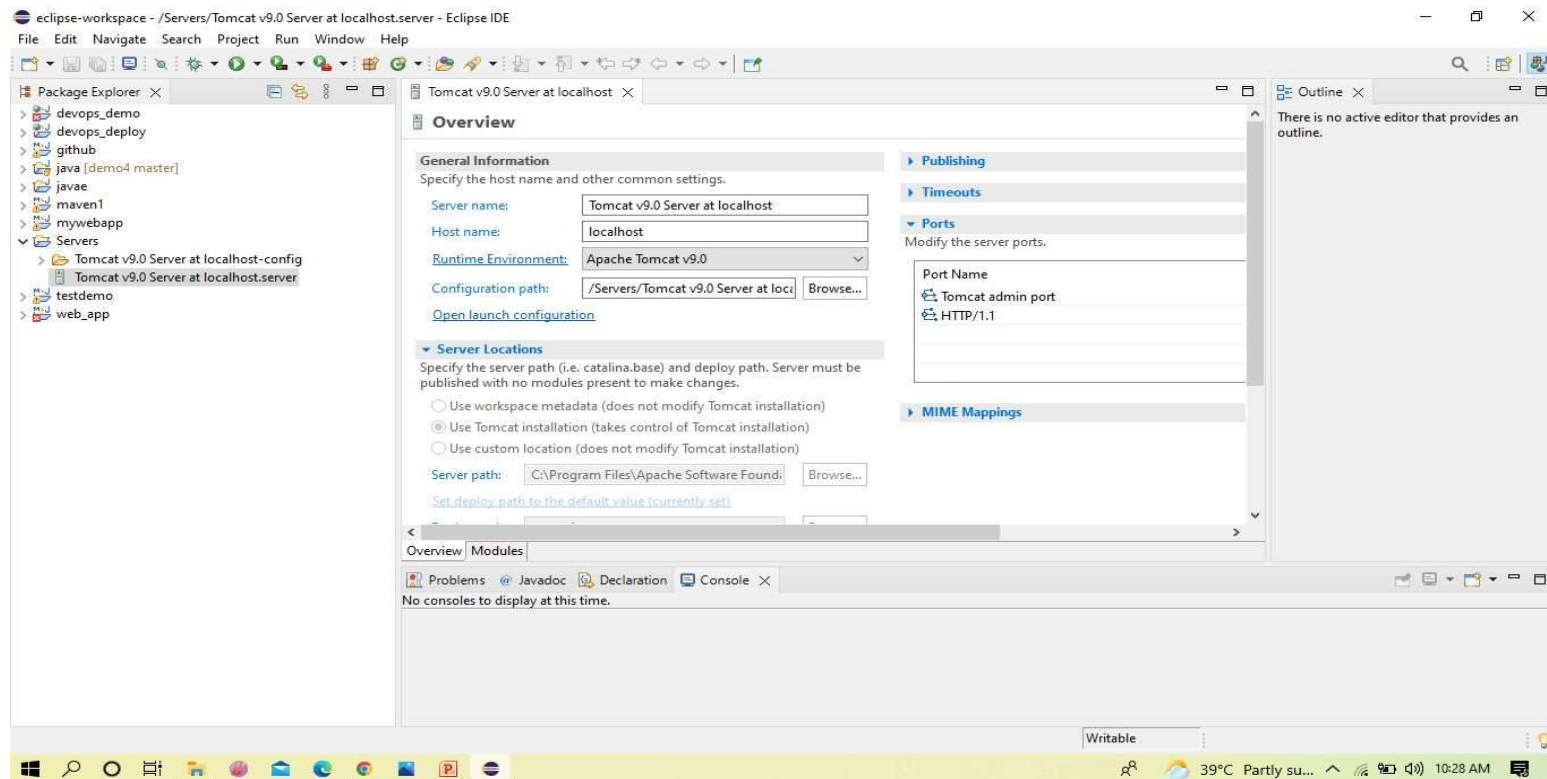 eclipse-workspace - /Servers/Tomcat v9.0 Server at localhost.server - Eclipse IDE
File Edit Navigate Search Project Run Window Help
Package Explorer
devops_demo
devops_deploy
github
java [demo4 master]
javae
maven1
mywebapp
Servers
Tomcat v9.0 Server at localhost-config
Tomcat v9.0 Server at localhost.server
testdemo
web_app
Tomcat v9.0 Server at localhost
Overview
General Information
Specify the host name and other common settings.
Server name: Tomcat v9.0 Server at localhost
Host name: localhost
Runtime Environment: Apache Tomcat v9.0
Configuration path: /Servers/Tomcat v9.0 Server at loca Browse...
Open launch configuration
Server Locations
Specify the server path (i.e. catalina.base) and deploy path. Server must be
published with no modules present to make changes.
Use workspace metadata (does not modify Tomcat installation)
Use Tomcat installation (takes control of Tomcat installation)
Use custom location (does not modify Tomcat installation)
Server path: C:\Program Files\Apache Software Founda Browse...
Set deploy path to the default value (currently set)
Publishing
Timeouts
Ports
Modify the server ports.
Port Name
Tomcat admin port
HTTP/1.1
MIME Mappings
Overview Modules
Outline
There is no active editor that provides an
outline.
Problems Javadoc Declaration Console
No consoles to display at this time.
Writable
39°C Partly su... 10:28 AM